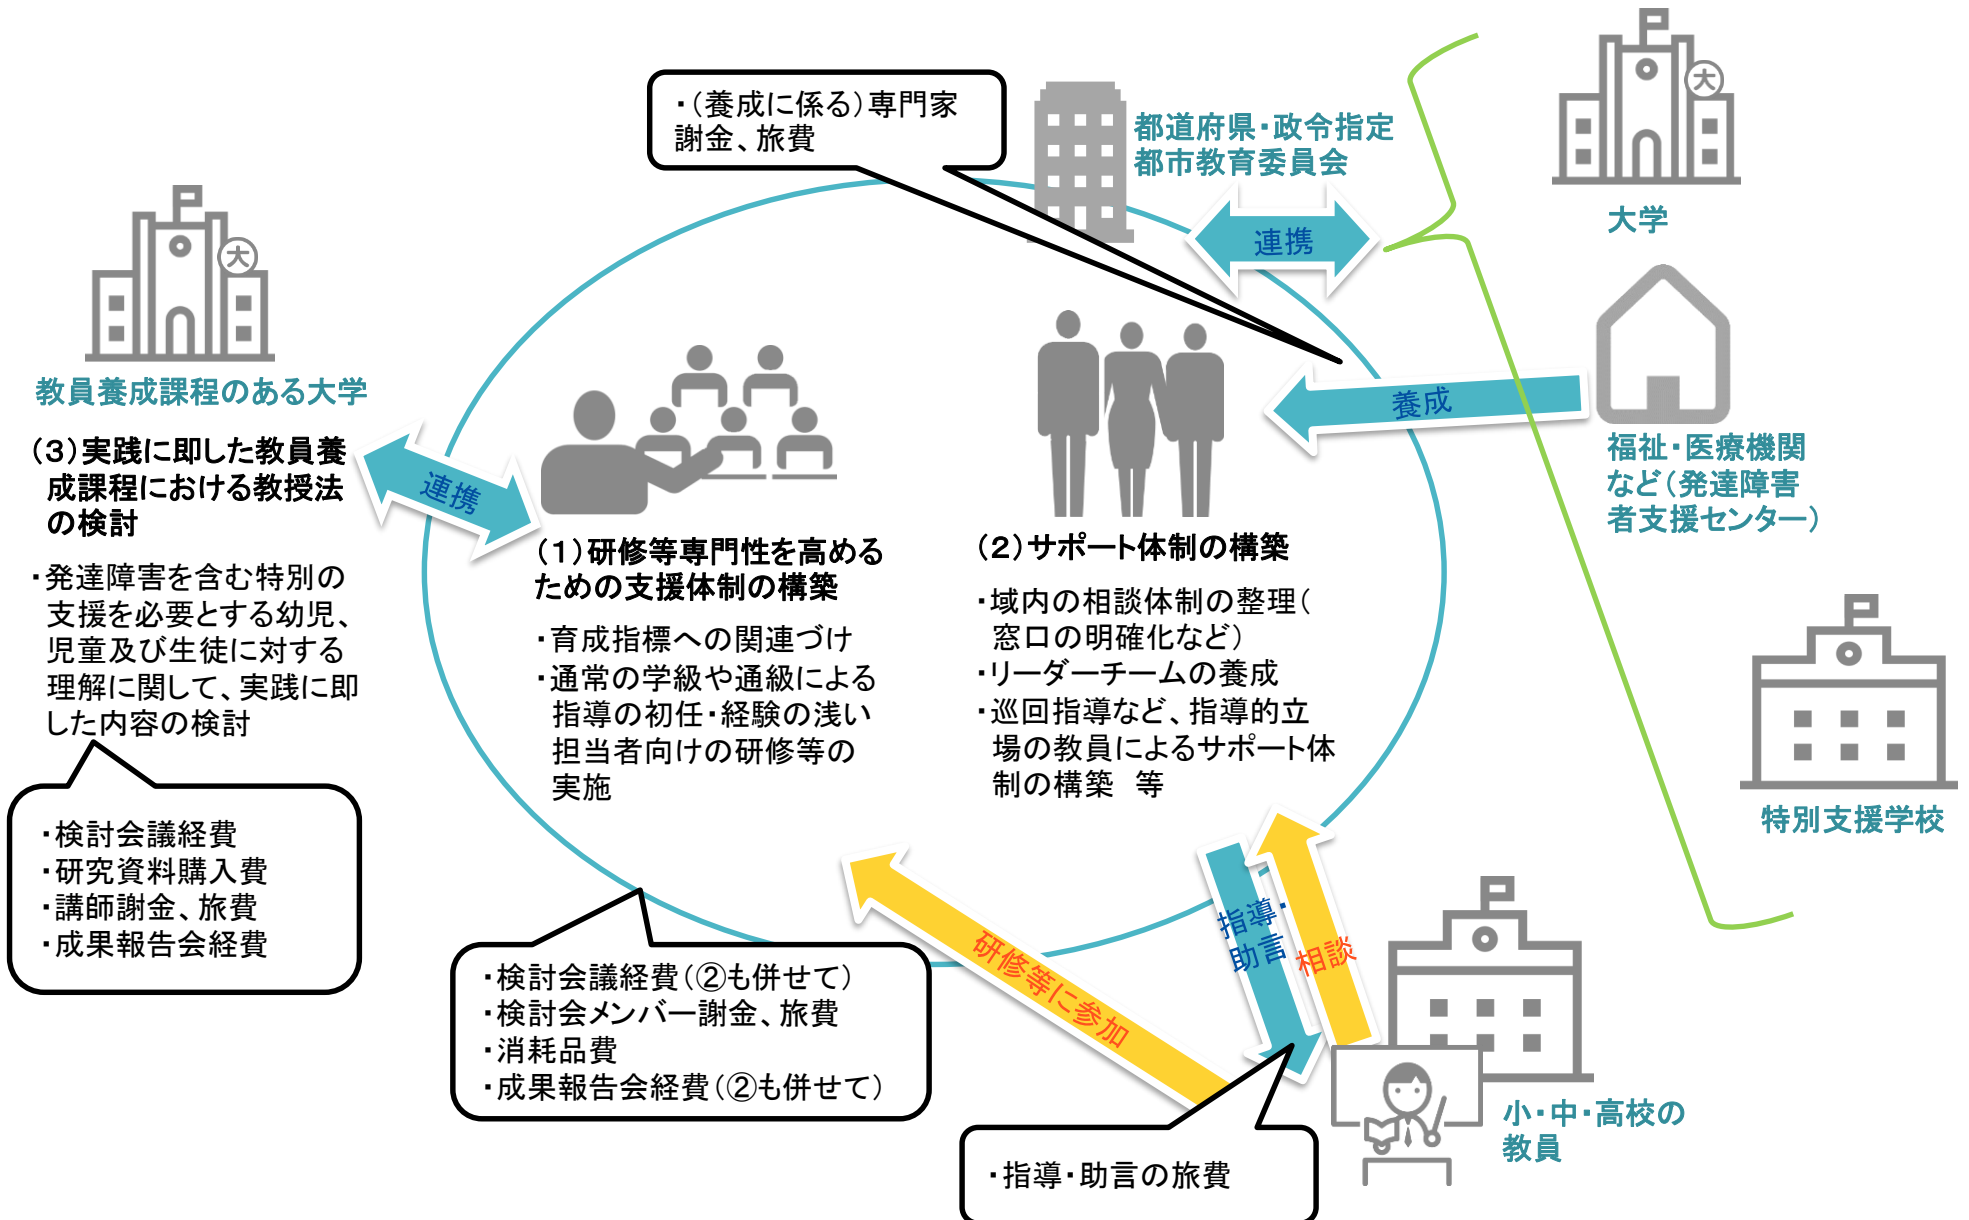 ・(養成に係る)専門家
謝金、旅費
都道府県・政令指定
都市教育委員会
連携
大
大学
大
教員養成課程のある大学
(3)実践に即した教員養
成課程における教授法
の検討
・発達障害を含む特別の
支援を必要とする幼児、
児童及び生徒に対する
理解に関して、実践に即
した内容の検討
・検討会議経費
・研究資料購入費
・講師謝金、旅費
・成果報告会経費
連携
(1)研修等専門性を高める
ための支援体制の構築
・育成指標への関連づけ
・通常の学級や通級による
指導の初任・経験の浅い
担当者向けの研修等の
実施
(2)サポート体制の構築
・域内の相談体制の整理(
窓口の明確化など)
・リーダーチームの養成
・巡回指導など、指導的立
場の教員によるサポート体
制の構築 等
養成
福祉・医療機関
など(発達障害
者支援センター)
特別支援学校
・検討会議経費(②も併せて)
・検討会メンバー謝金、旅費
・消耗品費
・成果報告会経費(②も併せて)
研修等に参加
指導・
助言
相談
・指導・助言の旅費
小・中・高校の
教員